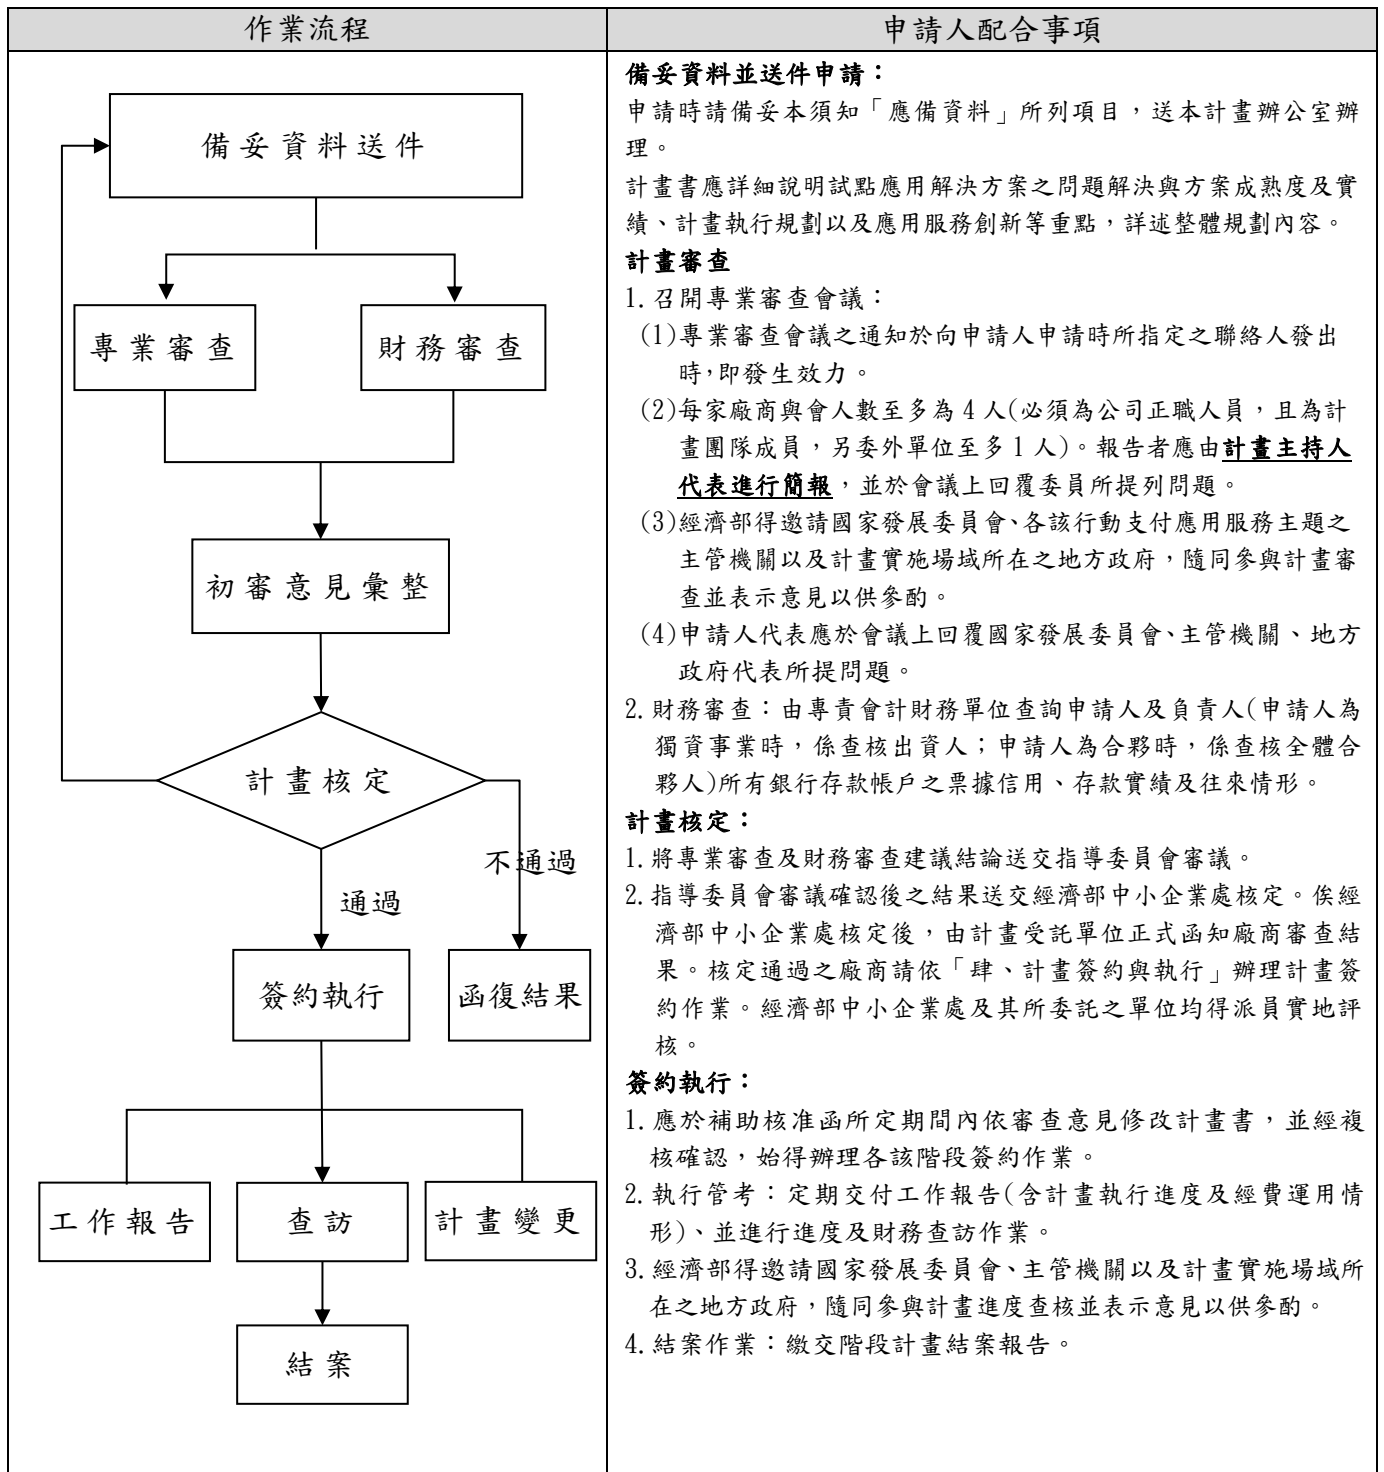 作業流程
申請人配合事項
備妥資料送件
專業審查
財務審查
初審意見彙整
計畫核定
不通過
通過
簽約執行
函復結果
工作報告
查訪
計畫變更
結案
備妥資料並送件申請：
申請時請備妥本須知「應備資料」所列項目，送本計畫辦公室辦
理。
計畫書應詳細說明試點應用解決方案之問題解決與方案成熟度及實
績、計畫執行規劃以及應用服務創新等重點，詳述整體規劃內容。
計畫審查
1.召開專業審查會議：
(1)專業審查會議之通知於向申請人申請時所指定之聯絡人發出
時，即發生效力。
(2)每家廠商與會人數至多為 4 人(必須為公司正職人員，且為計
畫團隊成員，另委外單位至多 1 人)。報告者應由計畫主持人
代表進行簡報，並於會議上回覆委員所提列問題。
(3)經濟部得邀請國家發展委員會、各該行動支付應用服務主題之
主管機關以及計畫實施場域所在之地方政府，隨同參與計畫審
查並表示意見以供參酌。
(4)申請人代表應於會議上回覆國家發展委員會、主管機關、地方
政府代表所提問題。
2.財務審查：由專責會計財務單位查詢申請人及負責人(申請人為
獨資事業時，係查核出資人；申請人為合夥時，係查核全體合
夥人)所有銀行存款帳戶之票據信用、存款實績及往來情形。
計畫核定：
1.將專業審查及財務審查建議結論送交指導委員會審議。
2.指導委員會審議確認後之結果送交經濟部中小企業處核定。俟經
濟部中小企業處核定後，由計畫受託單位正式函知廠商審查結
果。核定通過之廠商請依「肆、計畫簽約與執行」辦理計畫簽
約作業。經濟部中小企業處及其所委託之單位均得派員實地評
核。
簽約執行：
1.應於補助核准函所定期間內依審查意見修改計畫書，並經複
核確認，始得辦理各該階段簽約作業。
2.執行管考：定期交付工作報告(含計畫執行進度及經費運用情
形)、並進行進度及財務查訪作業。
3.經濟部得邀請國家發展委員會、主管機關以及計畫實施場域所
在之地方政府，隨同參與計畫進度查核並表示意見以供參酌。
4.結案作業：繳交階段計畫結案報告。